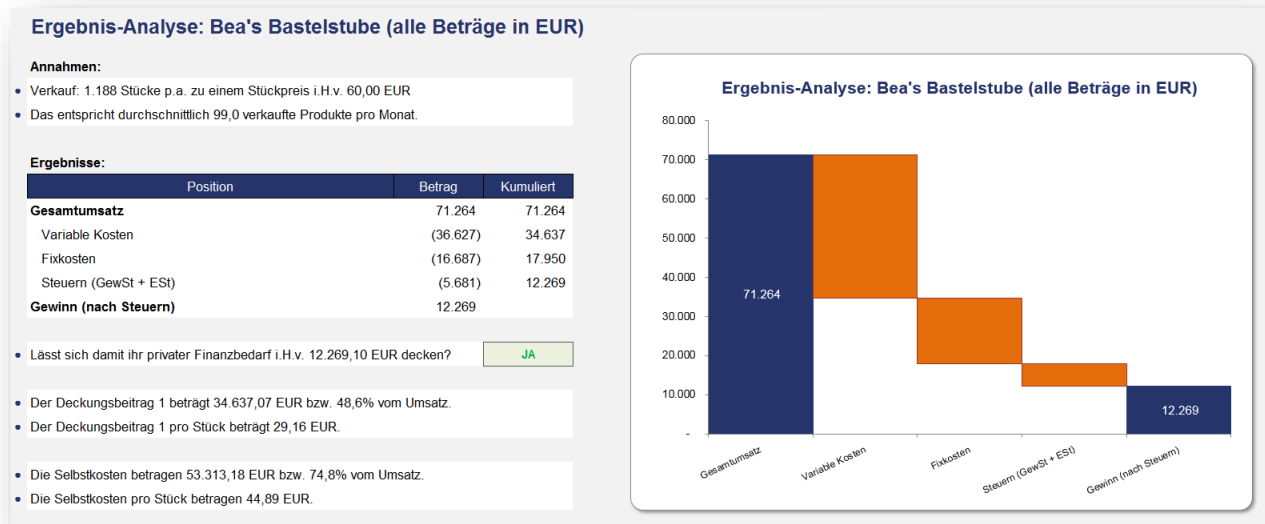 Ergebnis-Analyse: Bea's Bastelstube (alle Beträge in EUR)
Annahmen:
• Verkauf: 1.188 Stücke p.a. zu einem Stückpreis i.H.v. 60,00 EUR
• Das entspricht durchschnittlich 99,0 verkaufte Produkte pro Monat.
Ergebnisse:
Position Betrag Kumuliert
Gesamtumsatz 71.264 71.264
Variable Kosten (36.627) 34.637
Fixkosten (16.687) 17.950
Steuern (GewSt + ESt) (5.681) 12.269
Gewinn (nach Steuern) 12.269
• Lässt sich damit ihr privater Finanzbedarf i.H.v. 12.269,10 EUR decken? JA
• Der Deckungsbeitrag 1 beträgt 34.637,07 EUR bzw. 48,6% vom Umsatz.
• Der Deckungsbeitrag 1 pro Stück beträgt 29,16 EUR.
• Die Selbstkosten betragen 53.313,18 EUR bzw. 74,8% vom Umsatz.
• Die Selbstkosten pro Stück betragen 44,89 EUR.
Ergebnis-Analyse: Bea's Bastelstube (alle Beträge in EUR)
80.000
70.000
60.000
50.000
40.000
30.000
20.000
10.000
-
71.264
12.269
Gesamtumsatz
Variable Kosten
Fixkosten
Steuern (GewSt + ESt)
Gewinn (nach Steuern)